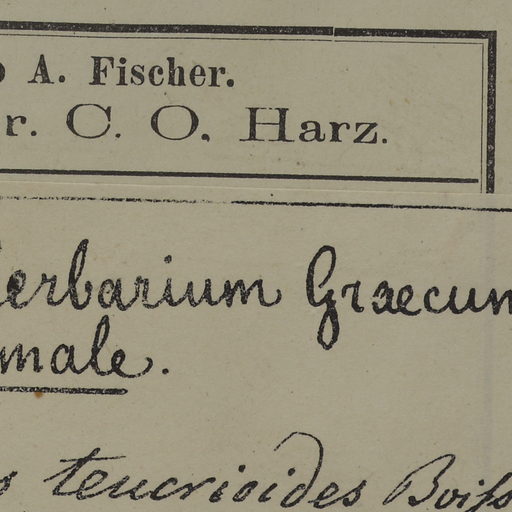 A. Fischer.
r. C. O. Harz.
erbarium Graecum
male.
teucrioides Boiss